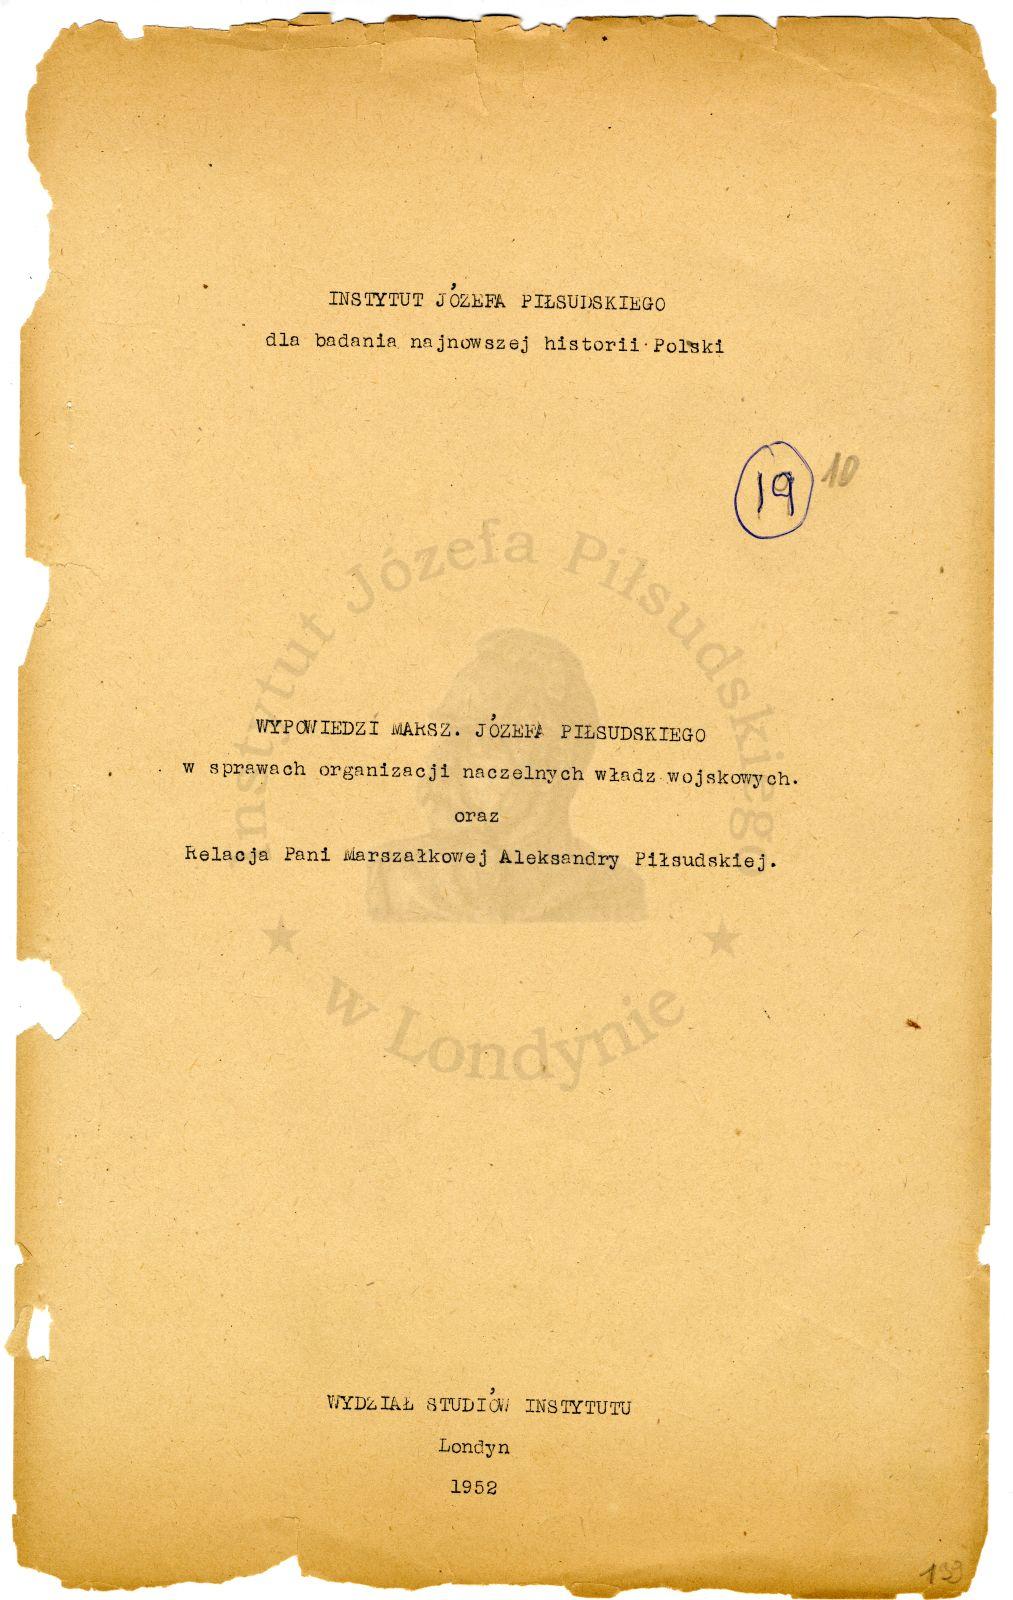 INSTYTUT JÓZEFA PIŁSUDSKIEGO
dla badania najnowszej historii Polski
19 10
Instytut Józefa Piłsudskiego
WYPOWIEDZI MARSZ. JÓZEFA PIŁSUDSKIEGO
w sprawach organizacji naczelnych władz wojskowych.
oraz
Relacja Pani Marszałkowej Aleksandry Piłsudskiej.
w Londynie
WYDZIAŁ STUDIÓW INSTYTUTU
Londyn
1952